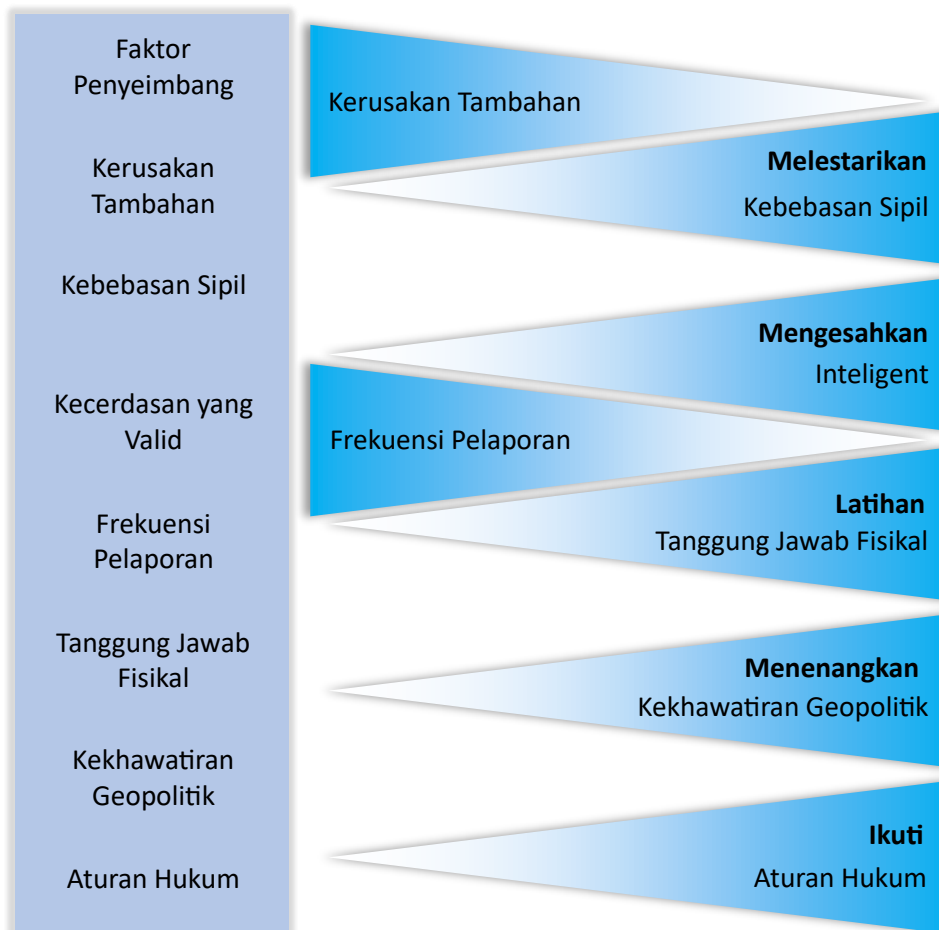 Faktor
Penyeimbang
Kerusakan
Tambahan
Kebebasan Sipil
Kecerdasan yang
Valid
Frekuensi
Pelaporan
Tanggung Jawab
Fisikal
Kekhawatiran
Geopolitik
Aturan Hukum
Kerusakan Tambahan
Melestarikan
Kebebasan Sipil
Mengesahkan
Inteligent
Frekuensi Pelaporan
Latihan
Tanggung Jawab Fisikal
Menenangkan
Kekhawatiran Geopolitik
Ikuti
Aturan Hukum